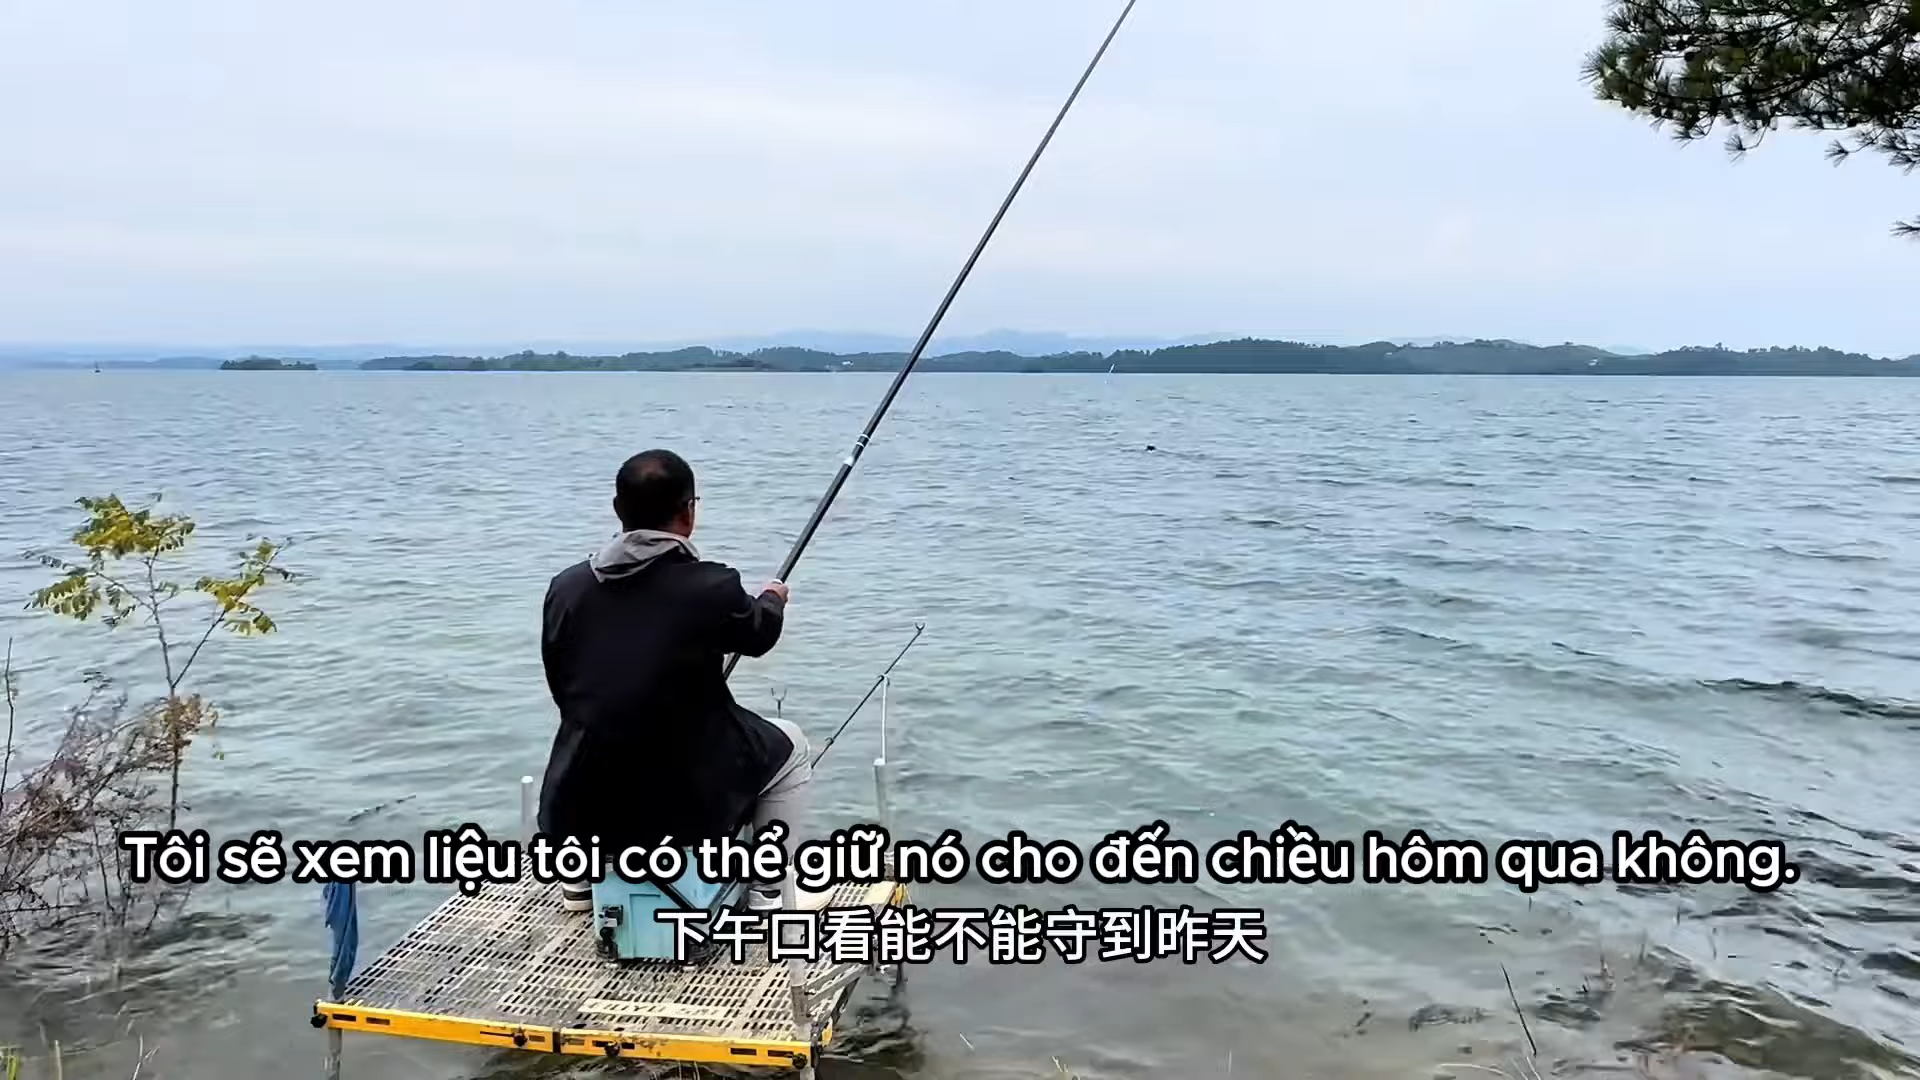 Tôi sẽ xem liệu tôi có thể giữ nó cho đến chiều hôm qua không.
下午口看能不能守到昨天